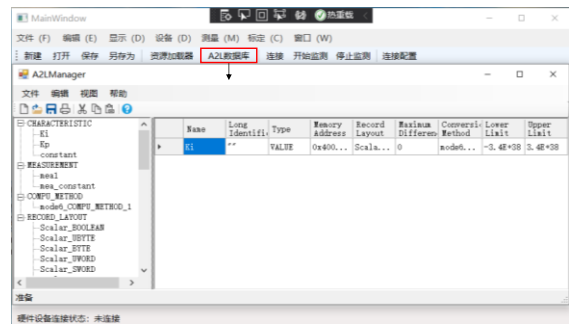 MainWindow
热重载
文件 (F) 编辑 (E) 显示 (D) 设备 (D) 测量 (M) 标定 (C) 窗口 (W)
新建 打开 保存 另存为 资源加载器 A2L数据库 连接 开始监测 停止监测 连接配置
A2LManager
文件 编辑 视图 帮助
Name Long Identifi Type Memory Address Record Layout Maximum Differen Conversi Method Lower Limit Upper Limit
Ki "" VALUE 0x400... Scala... 0 mode6... -3.4E+38 3.4E+38
CHARACTERISTIC
Ki
Kp
constant
MEASUREMENT
mea1
mea_constant
COMPU_METHOD
mode6_COMPU_METHOD_1
RECORD_LAYOUT
Scalar_BOOLEAN
Scalar_UBYTE
Scalar_BYTE
Scalar_UWORD
Scalar_SWORD
准备
硬件设备连接状态：未连接